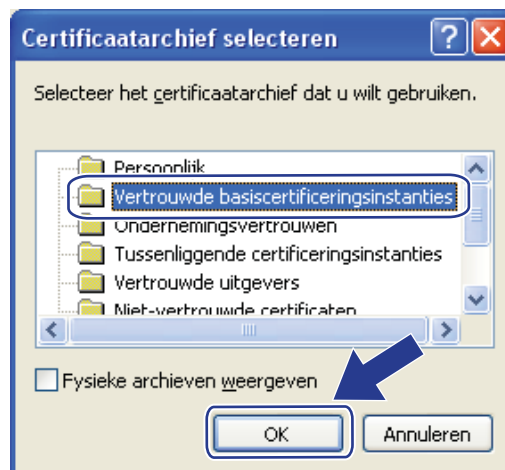 Certificaatarchief selecteren
Selecteer het certificaatarchief dat u wilt gebruiken.
Persoonlijk
Vertrouwde basiscertificeringsinstanties
Ondernemingsvertrouwen
Tussenliggende certificeringsinstanties
Vertrouwde uitgevers
Niet-vertrouwde certificaten
Fysieke archieven weergeven
OK
Annuleren